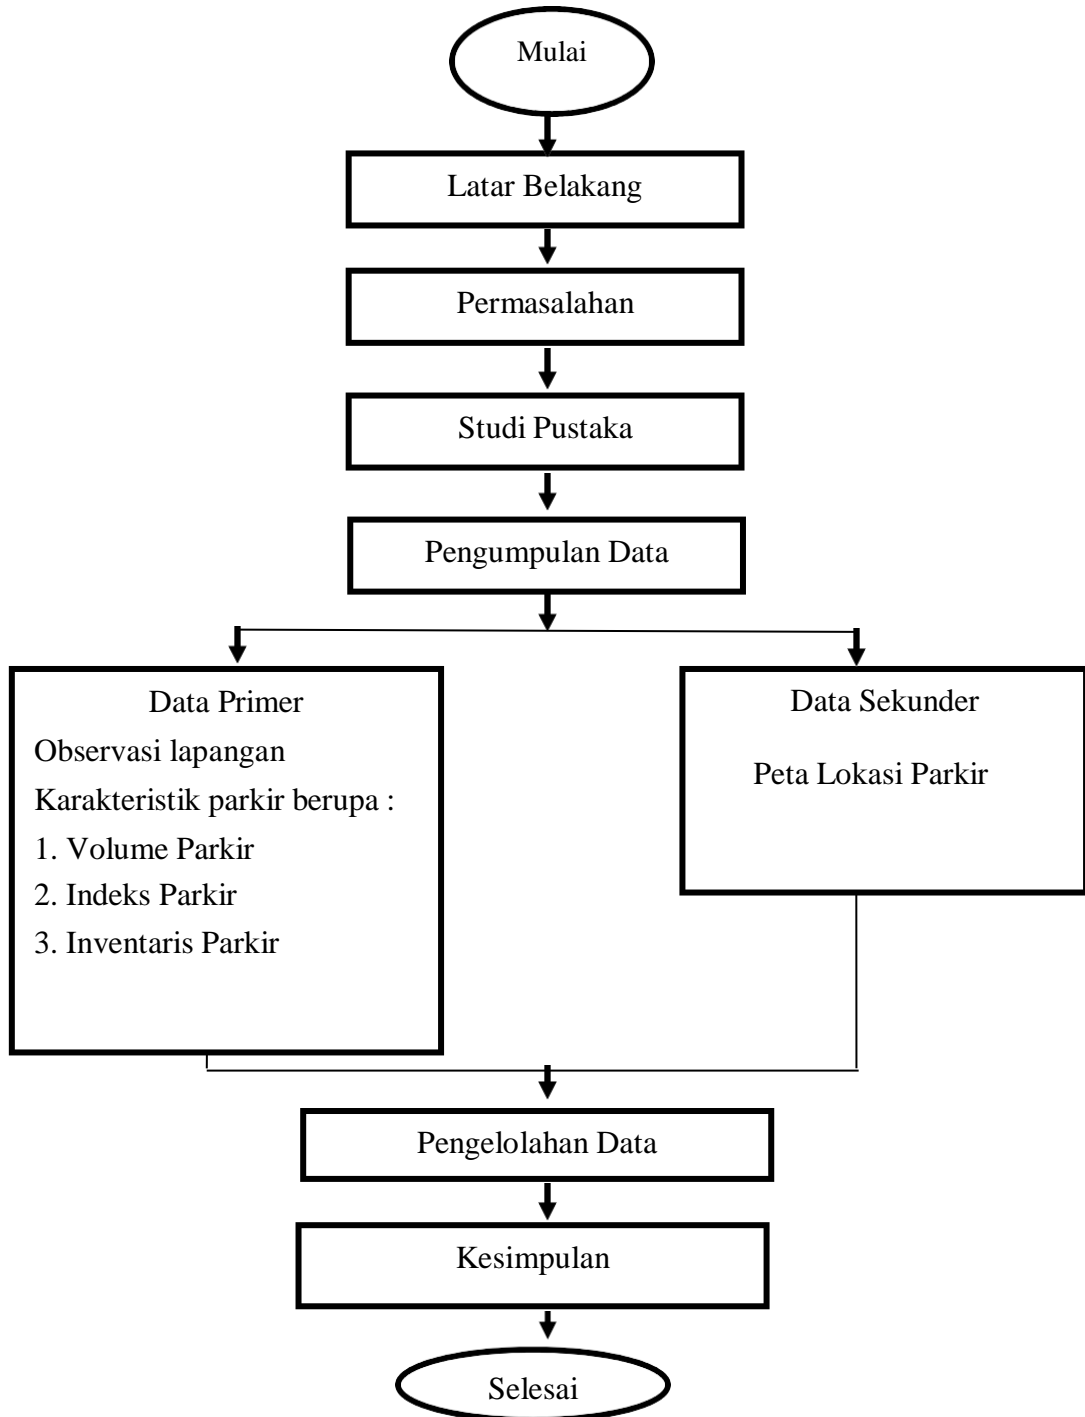 Mulai
Latar Belakang
Permasalahan
Studi Pustaka
Pengumpulan Data
Data Primer
Observasi lapangan
Karakteristik parkir berupa :
1. Volume Parkir
2. Indeks Parkir
3. Inventaris Parkir
Data Sekunder
Peta Lokasi Parkir
Pengelolahan Data
Kesimpulan
Selesai